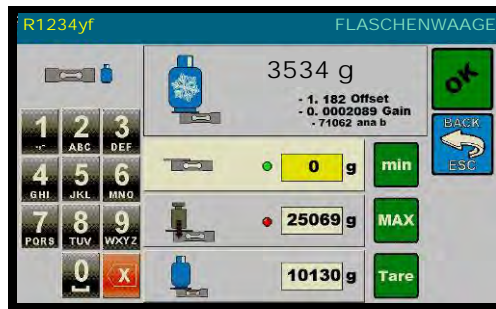 R1234yf FLASCHENWAAGE
3534 g
- 1. 182 Offset
- 0. 0002089 Gain
- 71062 ana b
OK
BACK
ESC
1 2 3
ABC DEF
4 5 6
GHI JKL MNO
7 8 9
PQRS TUV WXYZ
0 X
0 g min
25069 g MAX
10130 g Tare